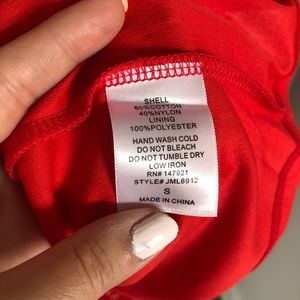 SHELL
60%COTTON
40%NYLON
LINING
100%POLYESTER
HAND WASH COLD
DO NOT BLEACH
DO NOT TUMBLE DRY
LOW IRON
RN# 147921
STYLE# JML6912
S
MADE IN CHINA